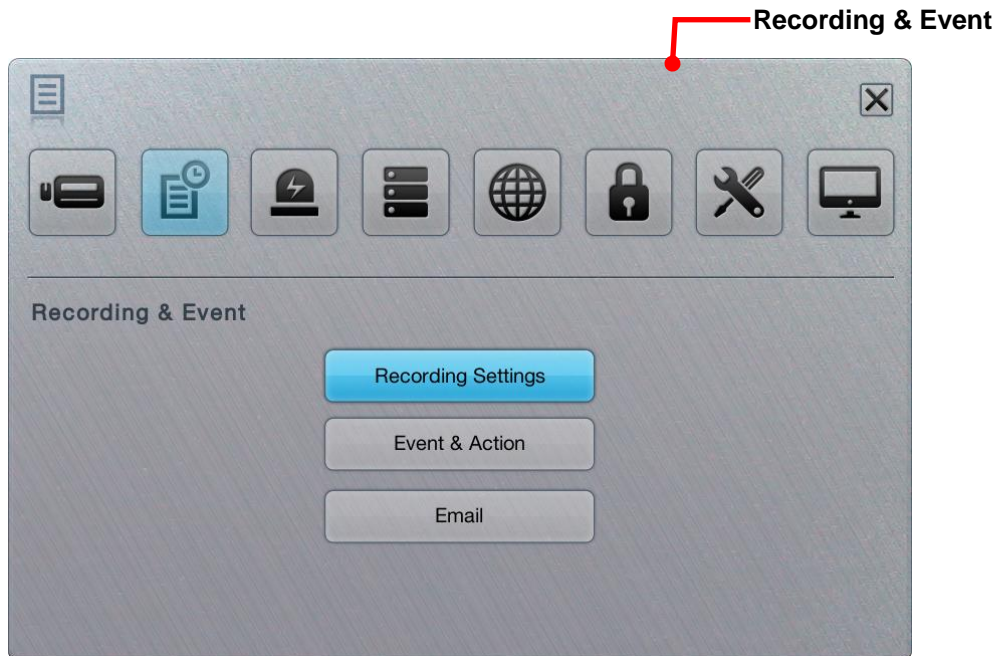 Recording & Event
Recording & Event
Recording Settings
Event & Action
Email